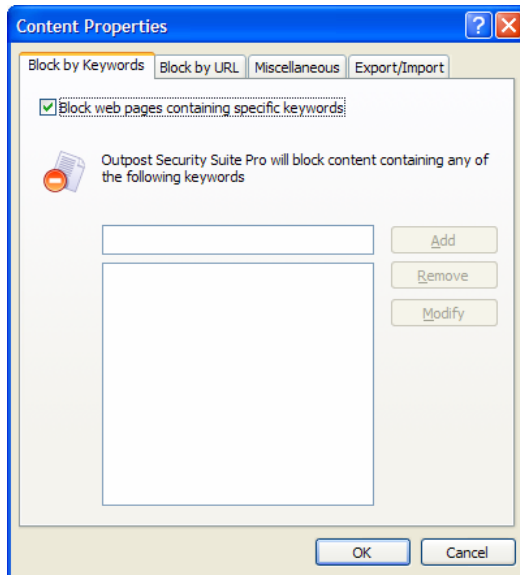 Content Properties
Block by Keywords
Block by URL
Miscellaneous
Export/Import
Block web pages containing specific keywords
Outpost Security Suite Pro will block content containing any of
the following keywords
Add
Remove
Modify
OK
Cancel